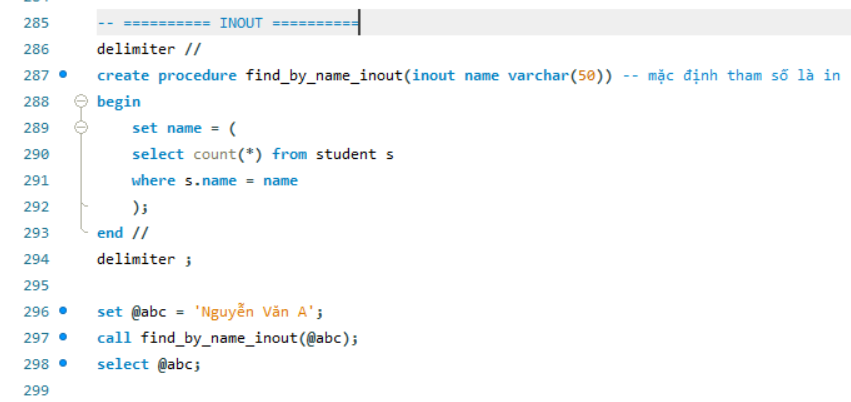 285 -- ========== INOUT ==========
286 delimiter //
287 create procedure find_by_name_inout(inout name varchar(50)) -- mặc định tham số là in
288 begin
289 set name = (
290 select count(*) from student s
291 where s.name = name
292 );
293 end //
294 delimiter ;
295
296 set @abc = 'Nguyễn Văn A';
297 call find_by_name_inout(@abc);
298 select @abc;
299